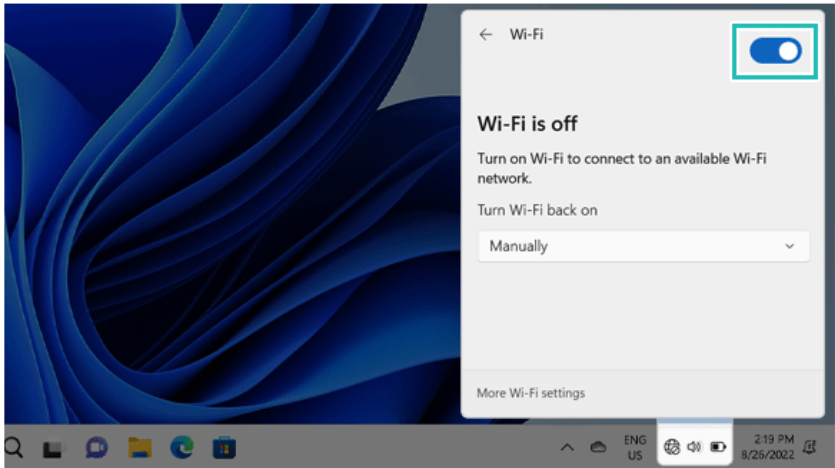 Wi-Fi
Wi-Fi is off
Turn on Wi-Fi to connect to an available Wi-Fi
network.
Turn Wi-Fi back on
Manually
More Wi-Fi settings
ENG
US
2:19 PM
8/26/2022